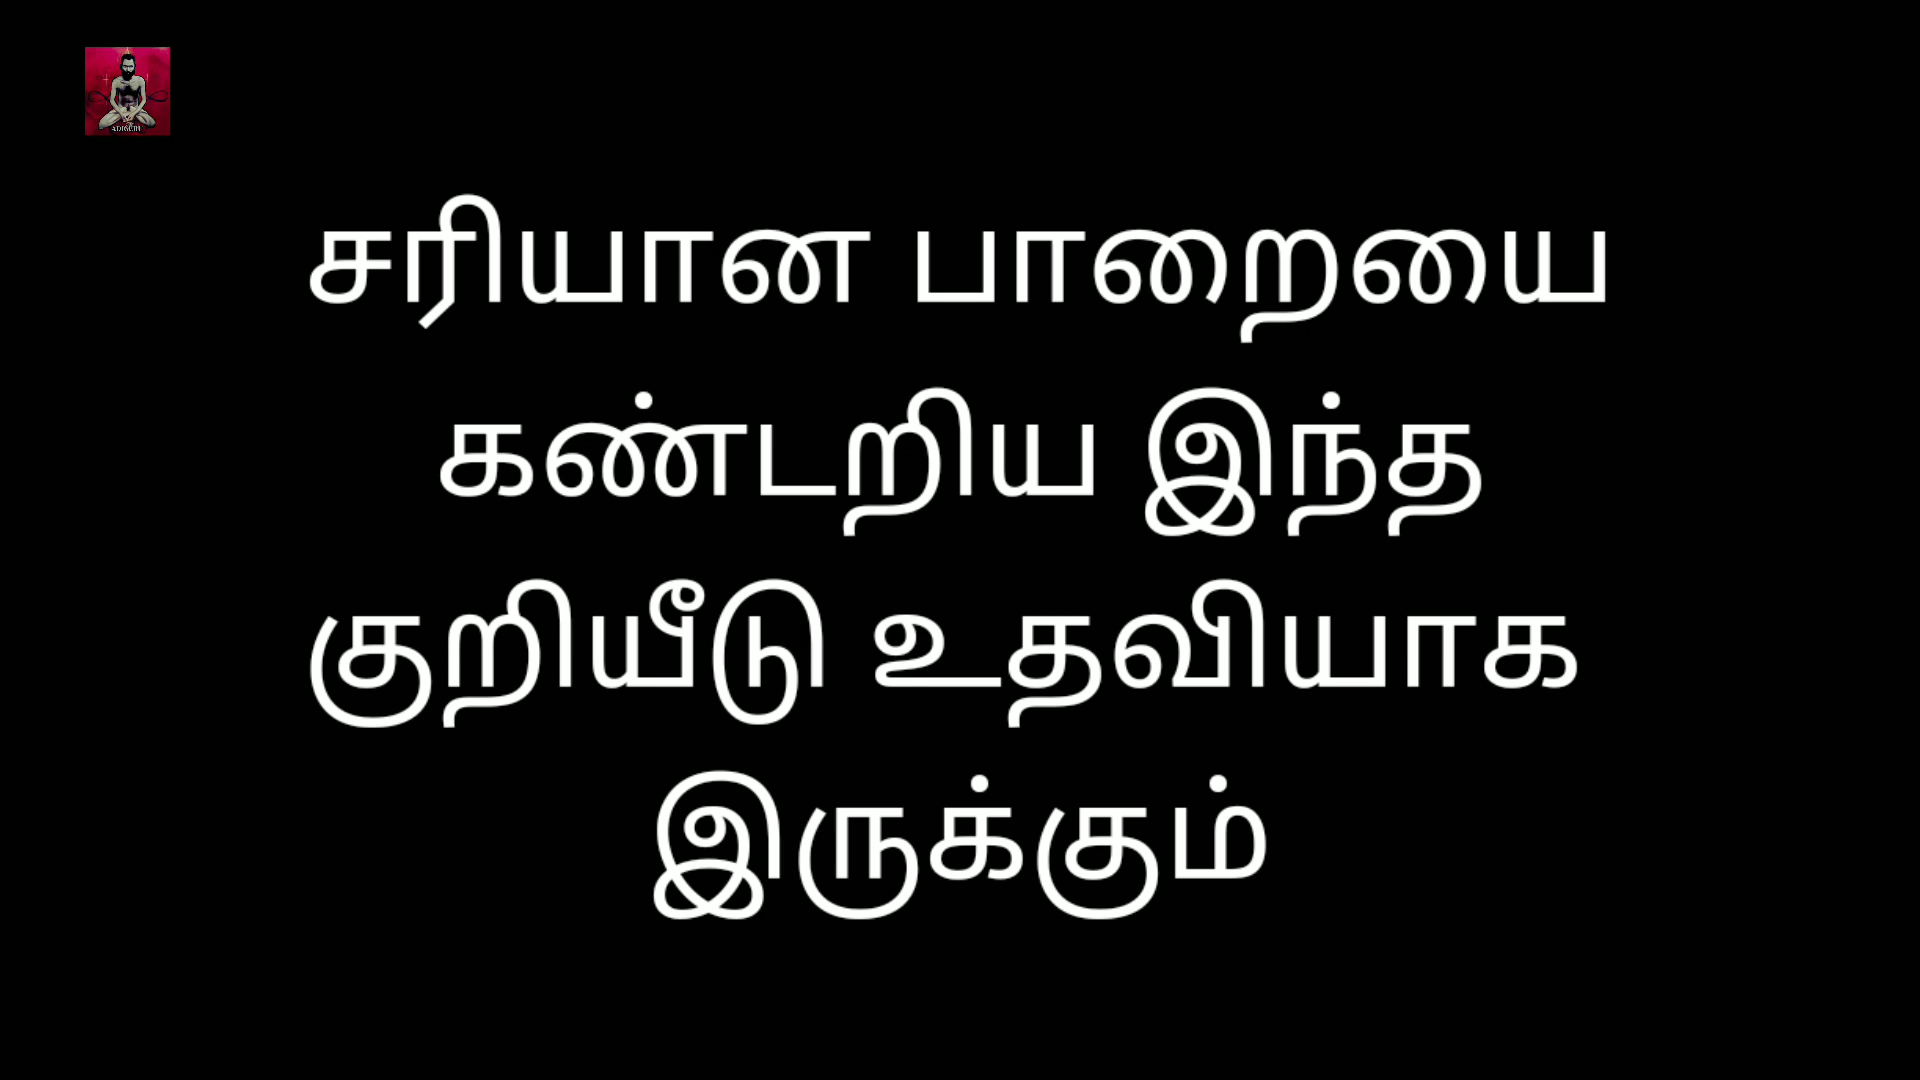 சரியான பாறையை
கண்டறிய இந்த
குறியீடு உதவியாக
இருக்கும்